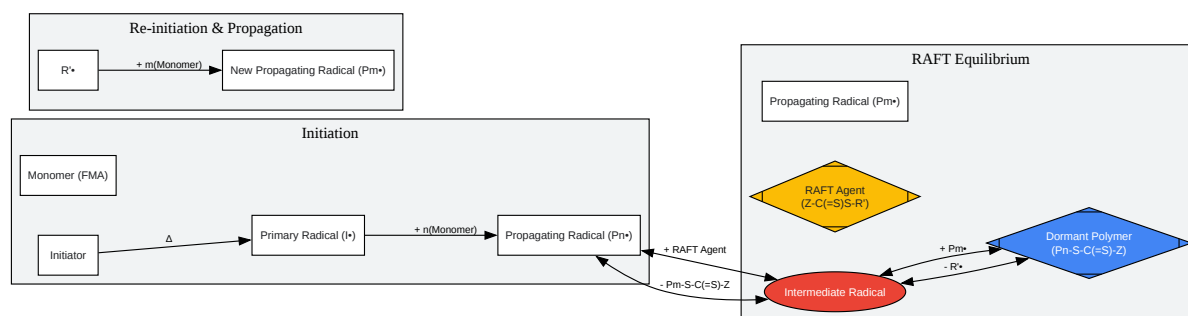 Re-initiation & Propagation
R'•
+ m(Monomer)
New Propagating Radical (Pm•)
Initiation
Monomer (FMA)
Initiator
Δ
Primary Radical (I•)
+ n(Monomer)
Propagating Radical (Pn•)
+ RAFT Agent
- Pm-S-C(=S)-Z
RAFT Equilibrium
Propagating Radical (Pm•)
RAFT Agent
(Z-C(=S)S-R')
Dormant Polymer
(Pn-S-C(=S)-Z)
+ Pm•
- R'•
Intermediate Radical